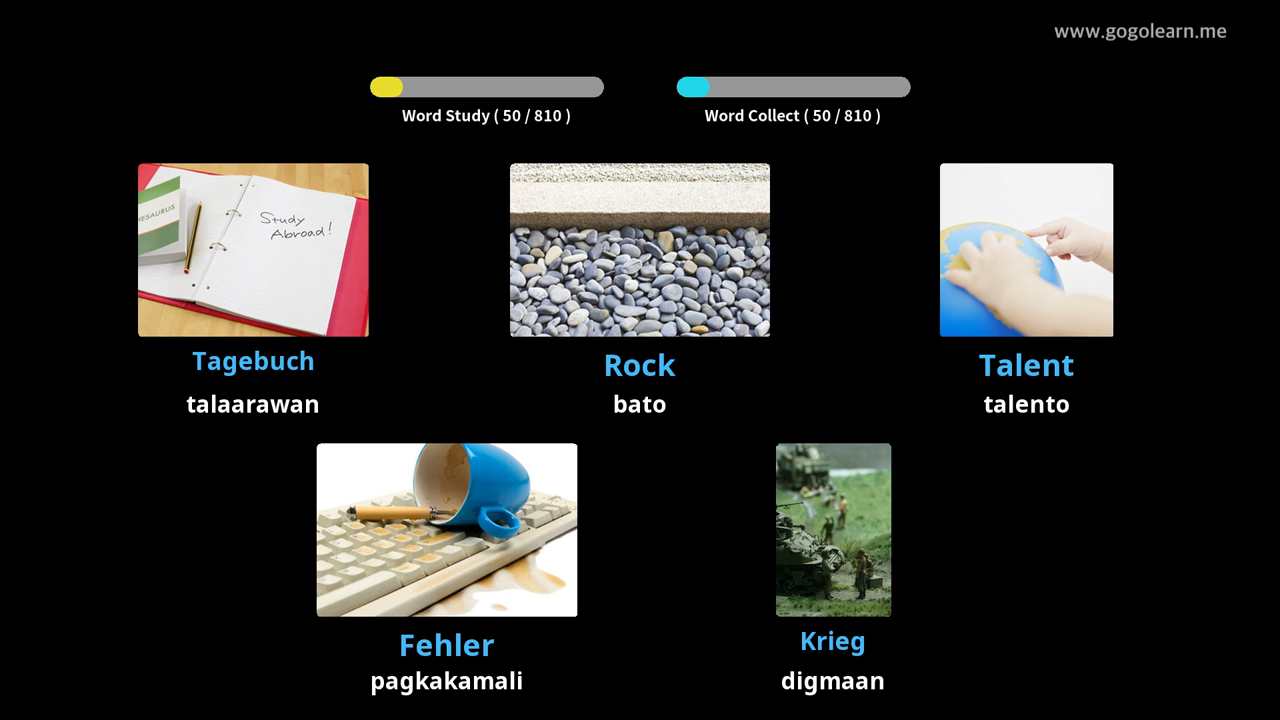 www.gogolearn.me
Word Study ( 50 / 810 )
Word Collect ( 50 / 810 )
HESAURUS
Study
Abroad!
Tagebuch
talaarawan
Rock
bato
Talent
talento
Fehler
pagkakamali
Krieg
digmaan